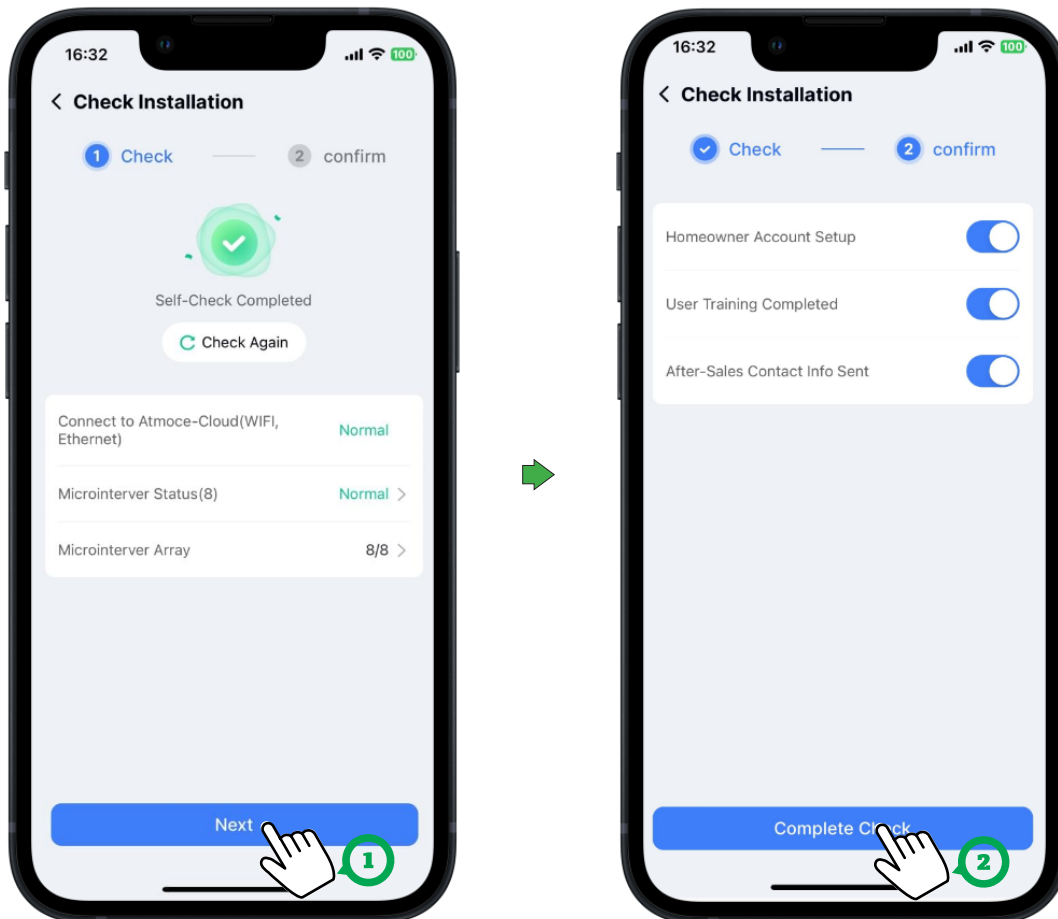 16:32
100
Check Installation
1 Check
2 confirm
Self-Check Completed
Check Again
Connect to Atmoce-Cloud(WIFI,
Ethernet)
Normal
Microinterver Status(8)
Normal
Microinterver Array
8/8
Next
1
16:32
100
Check Installation
Check
2 confirm
Homeowner Account Setup
User Training Completed
After-Sales Contact Info Sent
Complete Check
2